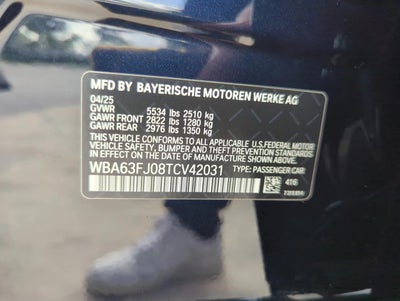 MFD BY BAYERISCHE MOTOREN WERKE AG
04/25
GVWR 5534 lbs 2510 kg
GAWR FRONT 2822 lbs 1280 kg
GAWR REAR 2976 lbs 1350 kg
THIS VEHICLE CONFORMS TO ALL APPLICABLE U.S. FEDERAL MOTOR
VEHICLE SAFETY, BUMPER AND THEFT PREVENTION STANDARDS IN
EFFECT ON THE DATE OF MANUFACTURE SHOWN ABOVE.
WBA63FJ08TCV42031 TYPE: PASSENGER CAR
416